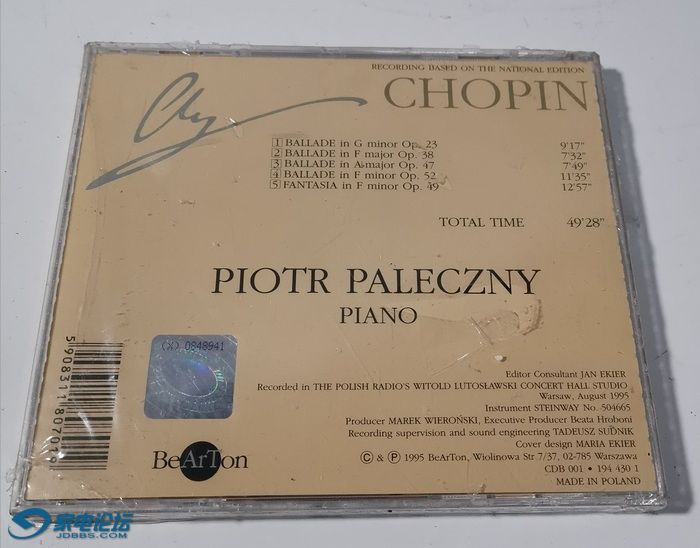 RECORDING BASED ON THE NATIONAL EDITION
CHOPIN
1 BALLADE in G minor Op. 23 9'17"
2 BALLADE in F major Op. 38 7'32"
3 BALLADE in A♭ major Op. 47 7'49"
4 BALLADE in F minor Op. 52 11'35"
5 FANTASIA in F minor Op. 49 12'57"
TOTAL TIME 49'28"
PIOTR PALECZNY
PIANO
0848941
Editor Consultant JAN EKIER
Recorded in THE POLISH RADIO'S WITOLD LUTOSŁAWSKI CONCERT HALL STUDIO
Warsaw, August 1995
Instrument STEINWAY No. 504665
Producer MAREK WIEROŃSKI, Executive Producer Beata Hroboni
Recording supervision and sound engineering TADEUSZ SUDNIK
Cover design MARIA EKIER
BeArTon
© & ℗ 1995 BeArTon, Wiolinowa Str 7/37, 02-785 Warszawa
CDB 001 • 194 430 1
MADE IN POLAND
家电论坛
JDBBS.COM